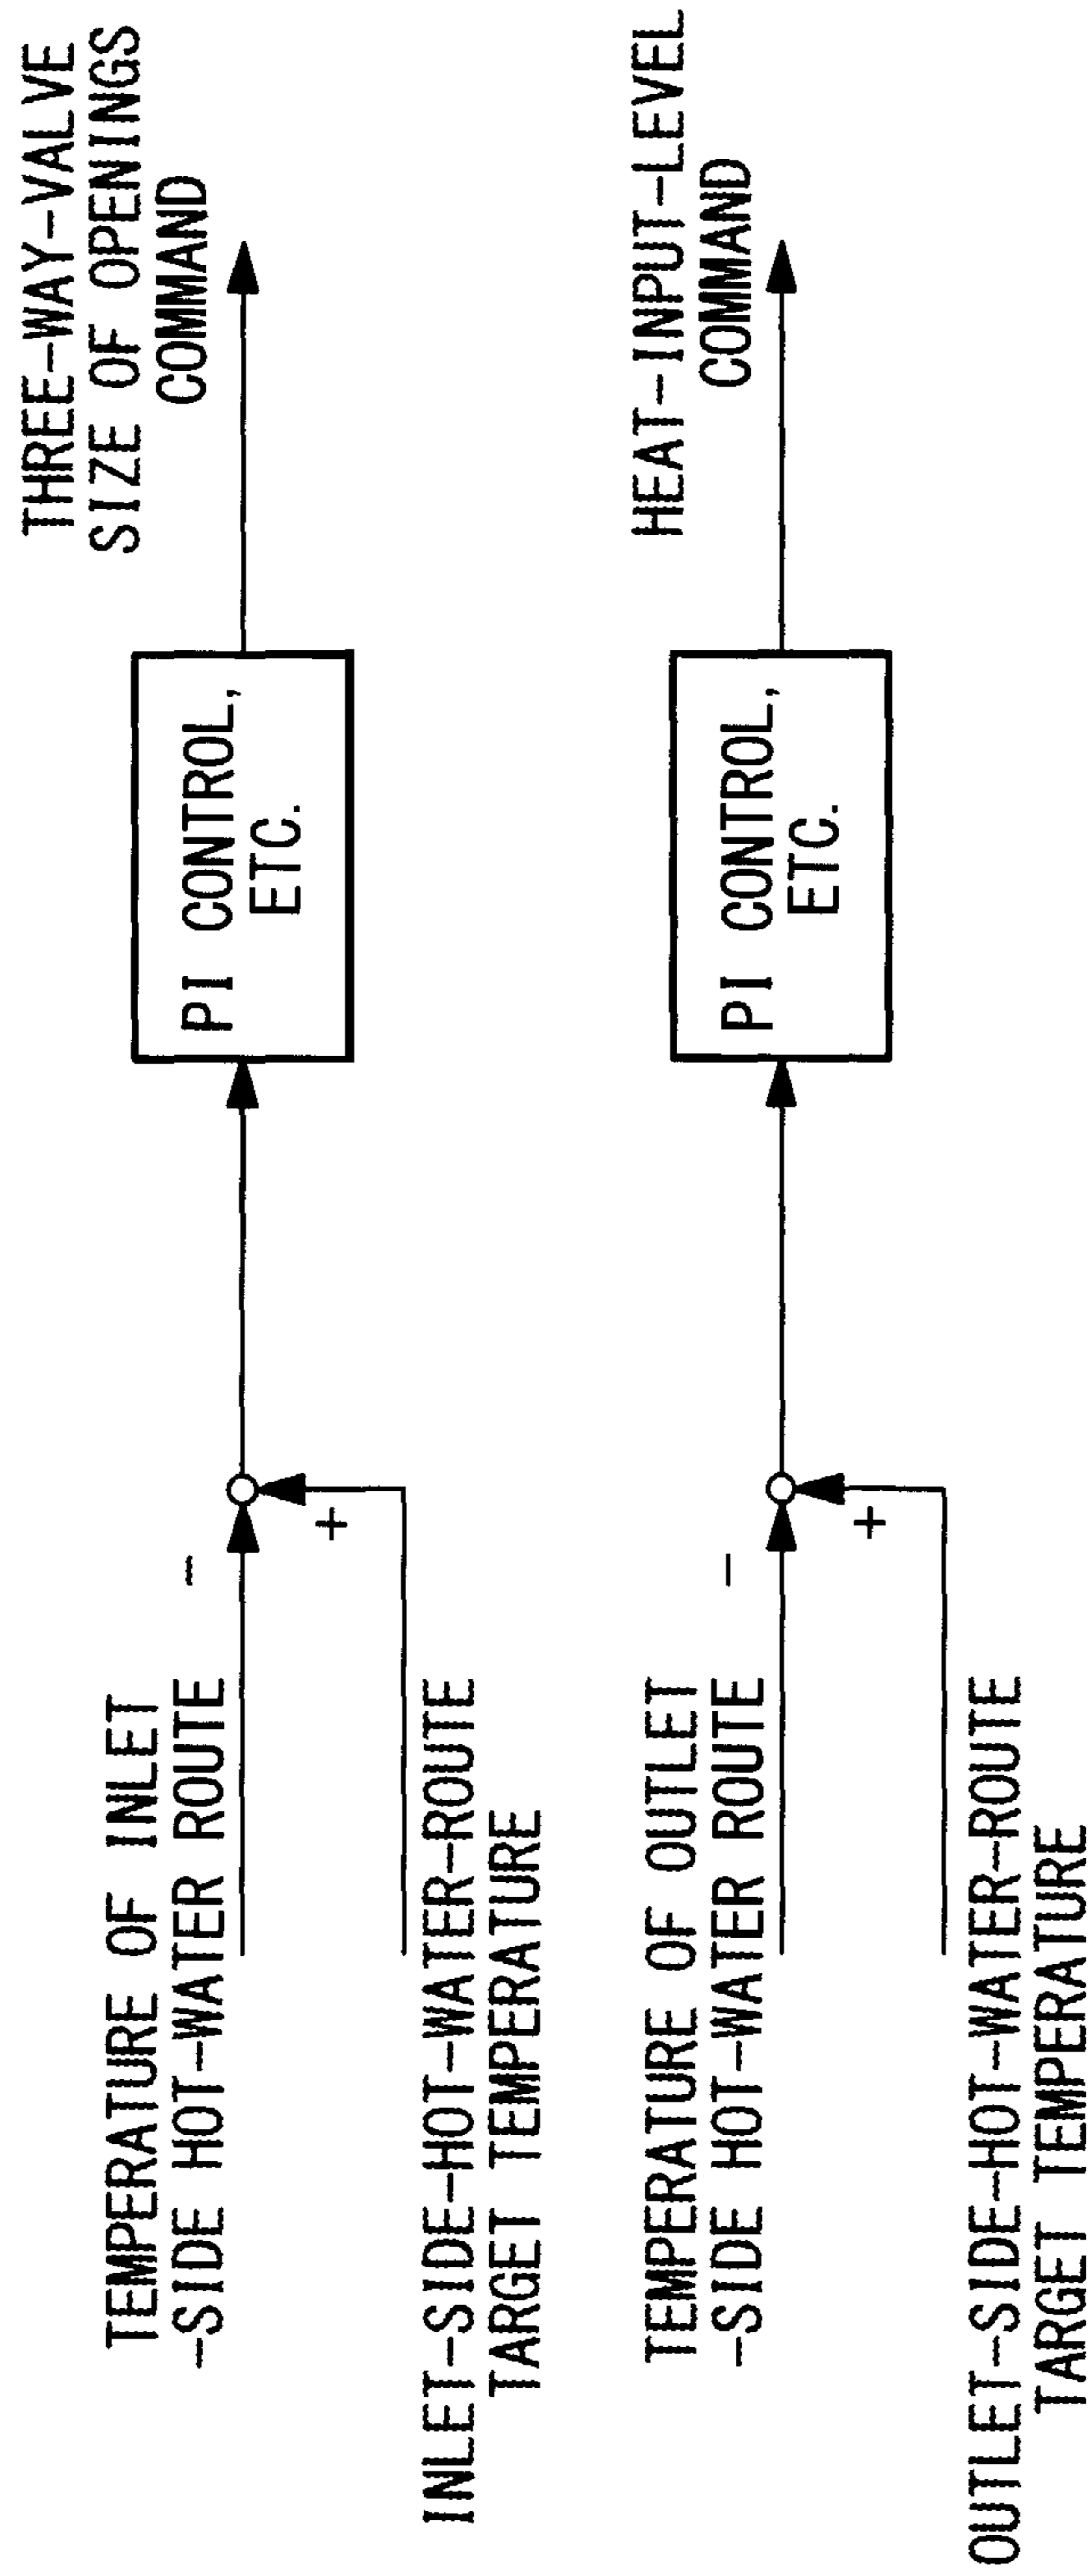 TEMPERATURE OF INLET
-SIDE HOT-WATER ROUTE
-
+
INLET-SIDE-HOT-WATER-ROUTE
TARGET TEMPERATURE
PI CONTROL,
ETC.
THREE-WAY-VALVE
SIZE OF OPENINGS
COMMAND
TEMPERATURE OF OUTLET
-SIDE HOT-WATER ROUTE
-
+
OUTLET-SIDE-HOT-WATER-ROUTE
TARGET TEMPERATURE
PI CONTROL,
ETC.
HEAT-INPUT-LEVEL
COMMAND